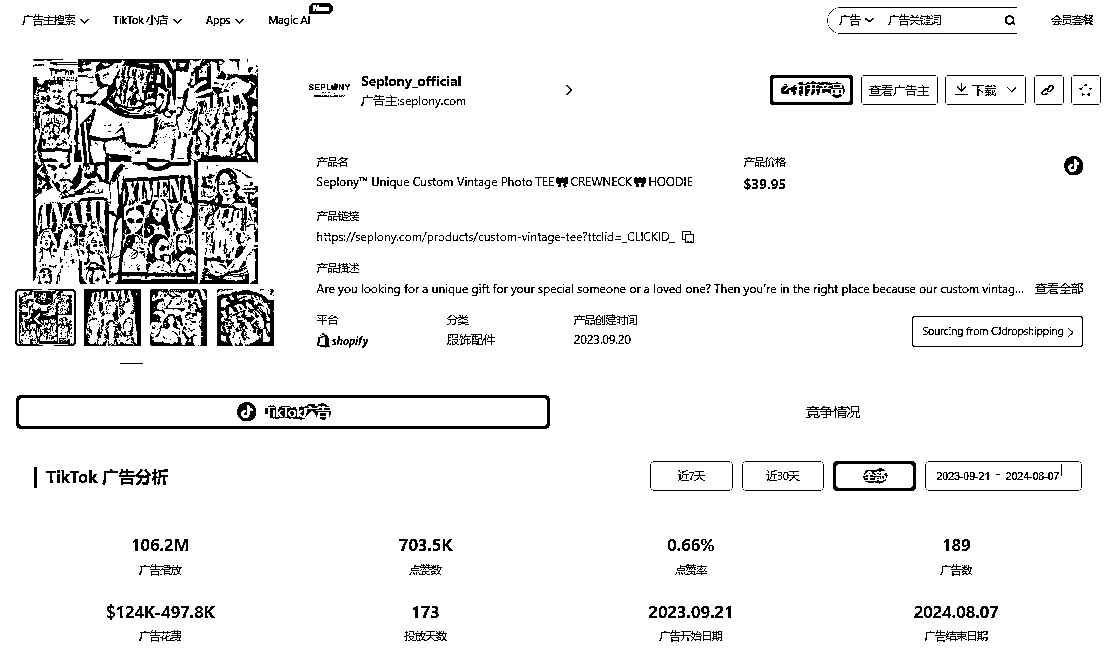 广告主搜索 TikTok 小店 Apps Magic AI 广告 广告关键词 会员套餐
SEPLONY Seplony_official
广告主:seplony.com
查看广告主 下载
产品名 产品价格
Seplony™ Unique Custom Vintage Photo TEE CREWNECK HOODIE $39.95
产品链接
https://seplony.com/products/custom-vintage-tee?ttclid=_CLICKID_
产品描述
Are you looking for a unique gift for your special someone or a loved one? Then you're in the right place because our custom vintag... 查看全部
平台 分类 产品创建时间
shopify 服饰配件 2023.09.20
Sourcing from CJdropshipping
XIMENA
TikTok广告 竞争情况
TikTok 广告分析 近7天 近30天 全部 2023-09-21 - 2024-08-07
106.2M 703.5K 0.66% 189
广告播放 点赞数 点赞率 广告数
$124K-497.8K 173 2023.09.21 2024.08.07
广告花费 投放天数 广告开始日期 广告结束日期